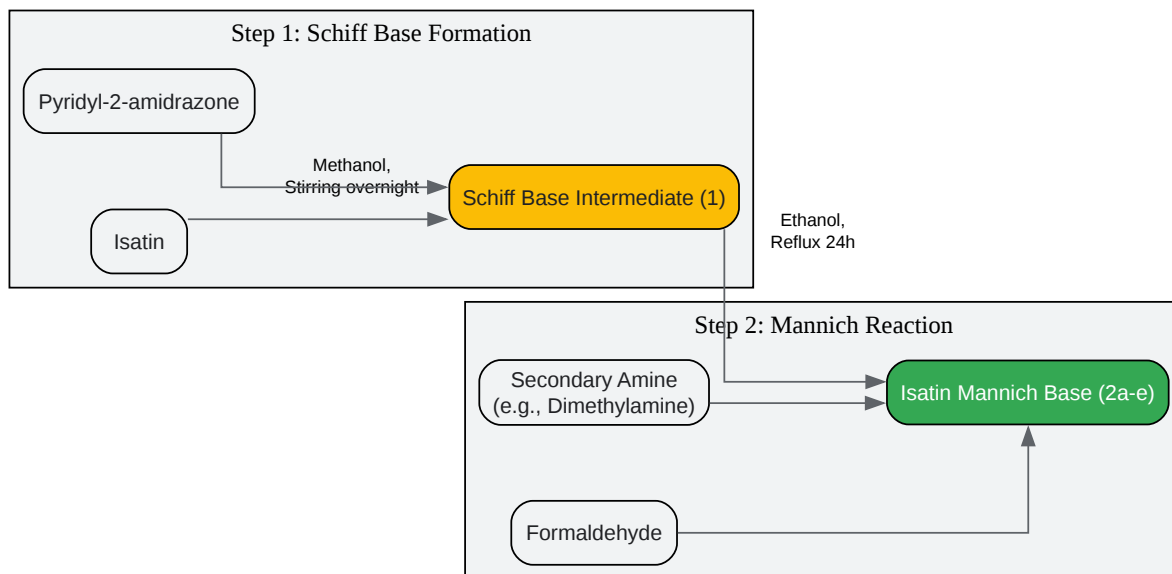 Step 1: Schiff Base Formation
Pyridyl-2-amidrazone
Methanol,
Stirring overnight
Schiff Base Intermediate (1)
Isatin
Ethanol,
Reflux 24h
Step 2: Mannich Reaction
Secondary Amine
(e.g., Dimethylamine)
Isatin Mannich Base (2a-e)
Formaldehyde